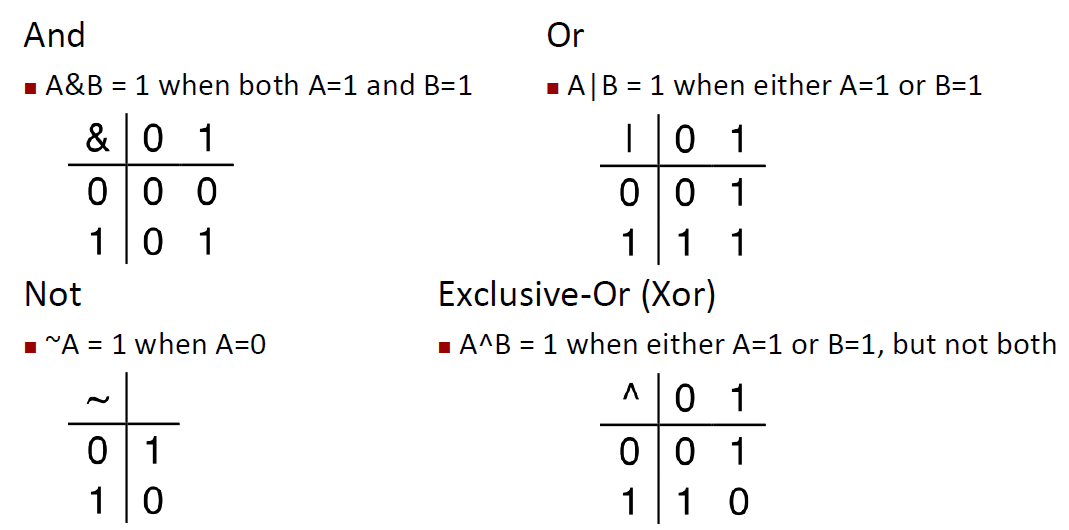 And
■ A&B = 1 when both A=1 and B=1
& 0 1
0 0 0
1 0 1
Or
■ A|B = 1 when either A=1 or B=1
| 0 1
0 0 1
1 1 1
Not
■ ~A = 1 when A=0
~
0 1
1 0
Exclusive-Or (Xor)
■ A^B = 1 when either A=1 or B=1, but not both
^ 0 1
0 0 1
1 1 0